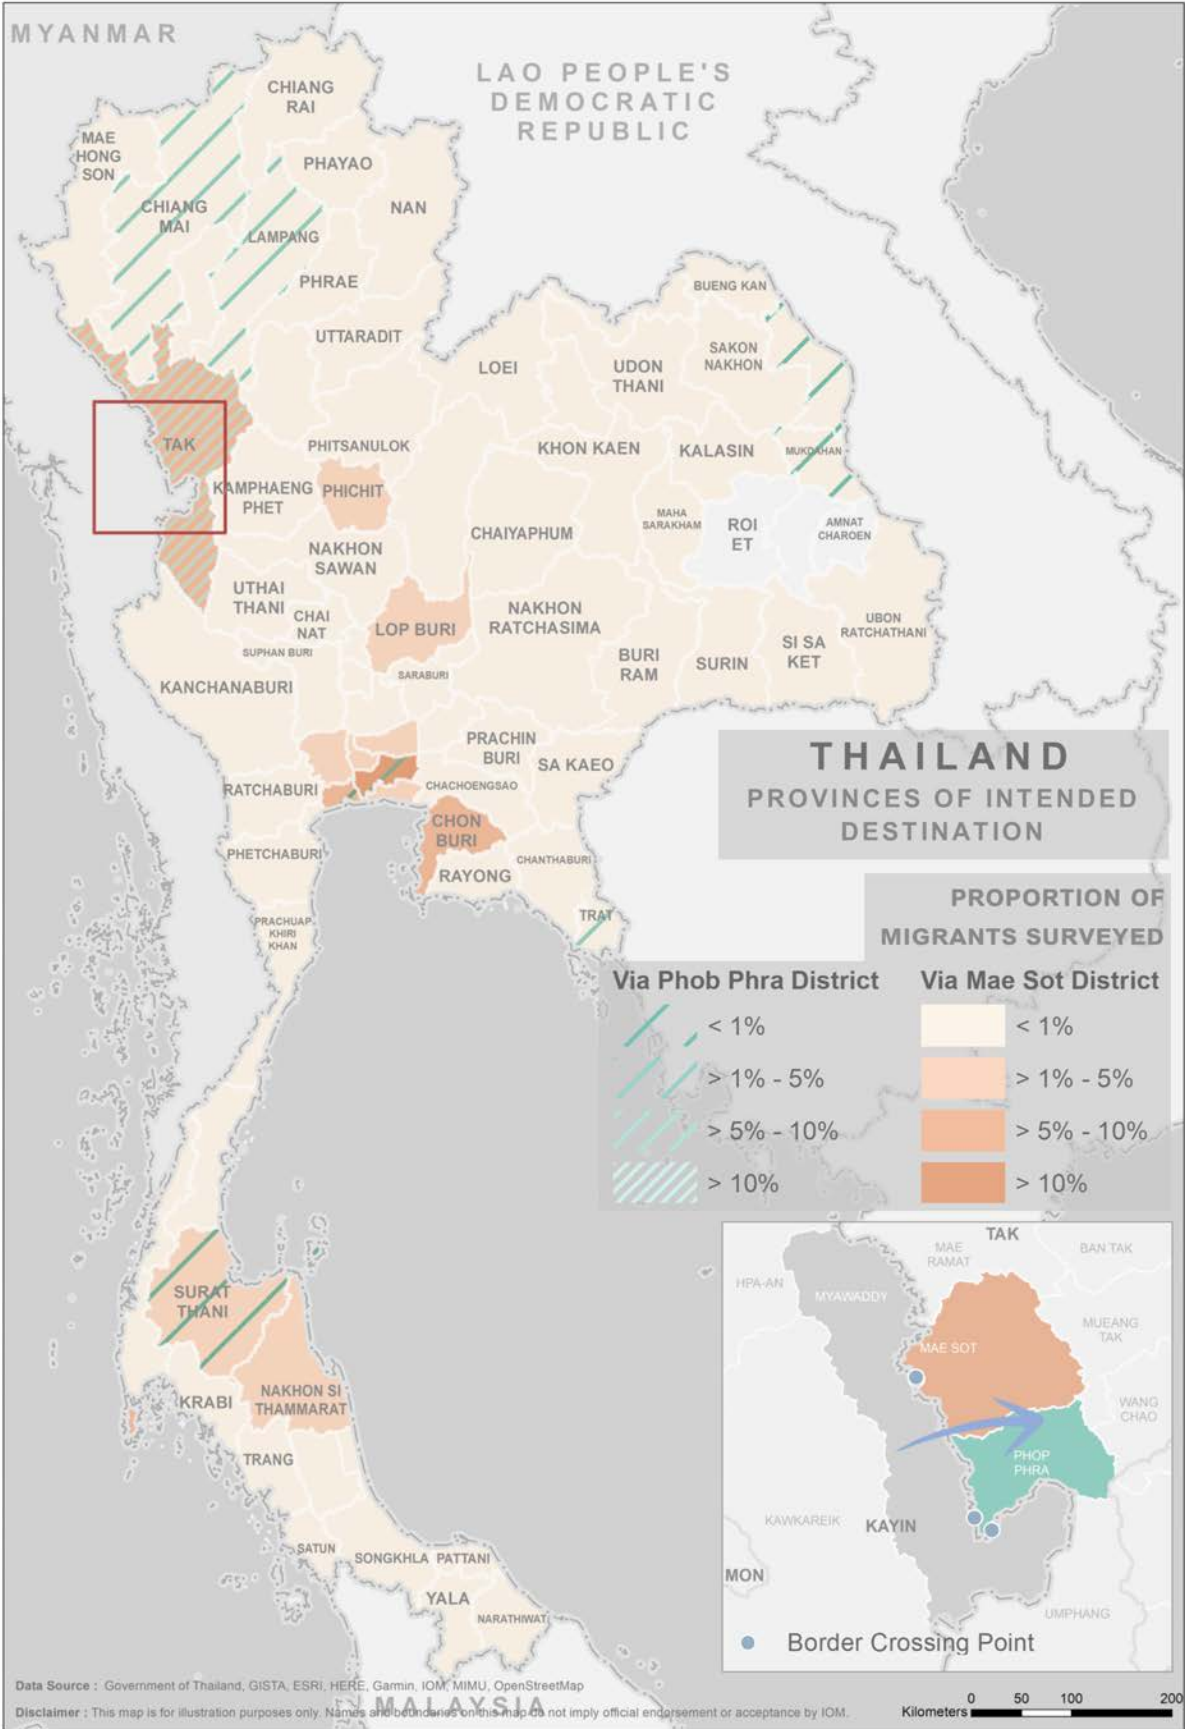 MYANMAR
LAO PEOPLE'S
DEMOCRATIC
REPUBLIC
CHIANG
RAI
MAE
HONG
SON
PHAYAO
CHIANG
MAI
NAN
LAMPANG
PHRAE
BUENG KAN
UTTARADIT
LOEI
UDON
THANI
SAKON
NAKHON
TAK
PHITSANULOK
KHON KAEN
KALASIN
MUKDAHAN
KAMPHAENG
PHET
PHICHIT
CHAIYAPHUM
MAHA
SARAKHAM
ROI
ET
AMNAT
CHAROEN
NAKHON
SAWAN
UTHAI
THANI
CHAI
NAT
LOP BURI
NAKHON
RATCHASIMA
UBON
RATCHATHANI
SUPHAN BURI
BURI
RAM
SURIN
SI SA
KET
KANCHANABURI
SARABURI
PRACHIN
BURI
SA KAEO
RATCHABURI
CHACHOENGSAO
CHON
BURI
PHETCHABURI
RAYONG
CHANTHABURI
PRACHUAP
KHIRI
KHAN
TRAT
THAILAND
PROVINCES OF INTENDED
DESTINATION
PROPORTION OF
MIGRANTS SURVEYED
Via Phob Phra District
< 1%
> 1% - 5%
> 5% - 10%
> 10%
Via Mae Sot District
< 1%
> 1% - 5%
> 5% - 10%
> 10%
SURAT
THANI
KRABI
NAKHON SI
THAMMARAT
TRANG
SATUN
SONGKHLA
PATTANI
YALA
NARATHIWAT
MALAYSIA
TAK
MAE
RAMAT
BAN TAK
HPA-AN
MYAWADDY
MUEANG
TAK
MAE SOT
WANG
CHAO
PHOP
PHRA
KAWKAREIK
KAYIN
MON
UMPHANG
Border Crossing Point
Data Source : Government of Thailand, GISTA, ESRI, HERE, Garmin, IOM, MIMU, OpenStreetMap
Disclaimer : This map is for illustration purposes only. Names and boundaries on this map do not imply official endorsement or acceptance by IOM.
Kilometers
0 50 100 200